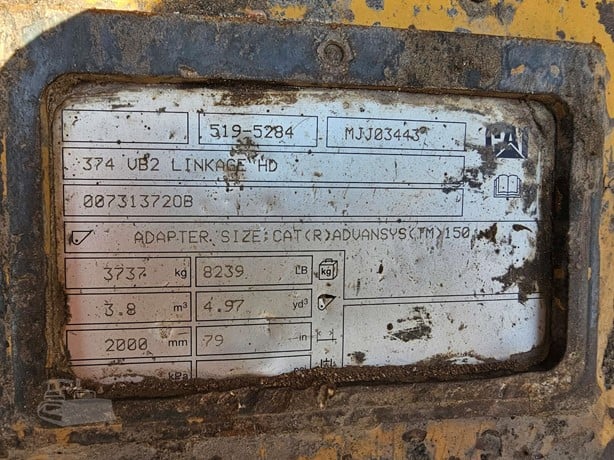 519-5284 MJJ03443
CAT
374 VB2 LINKAGE HD
007313720B
ADAPTER SIZE:CAT(R)ADVANSYS(TM)150
3737 kg 8239 LB kg
3.8 m³ 4.97 yd³
2000 mm 79 in
kPa